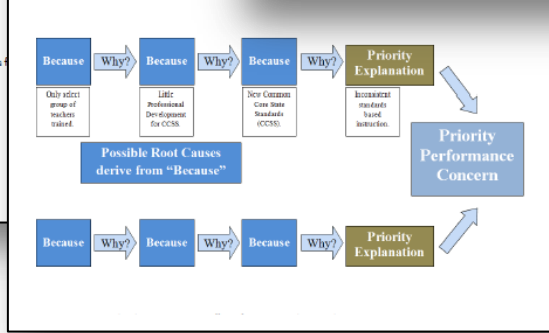 Because Why? Because Why? Because Why? Priority
Explanation
Only select
group of
teachers
trained.
Little
Professional
Development
for CCSS.
New Common
Core State
Standards
(CCSS).
Inconsistent
standards
based
instruction.
Possible Root Causes
derive from “Because”
Priority
Performance
Concern
Because Why? Because Why? Because Why? Priority
Explanation